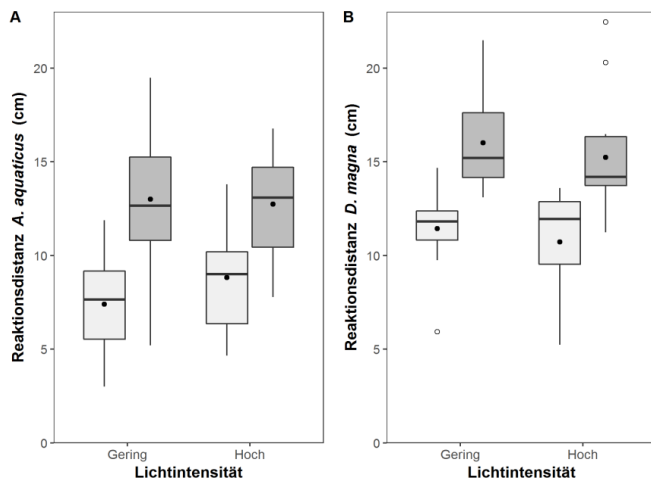 A
Reaktionsdistanz A. aquaticus (cm)
20
15
10
5
0
Gering Hoch
Lichtintensität
B
Reaktionsdistanz D. magna (cm)
20
15
10
5
0
Gering Hoch
Lichtintensität